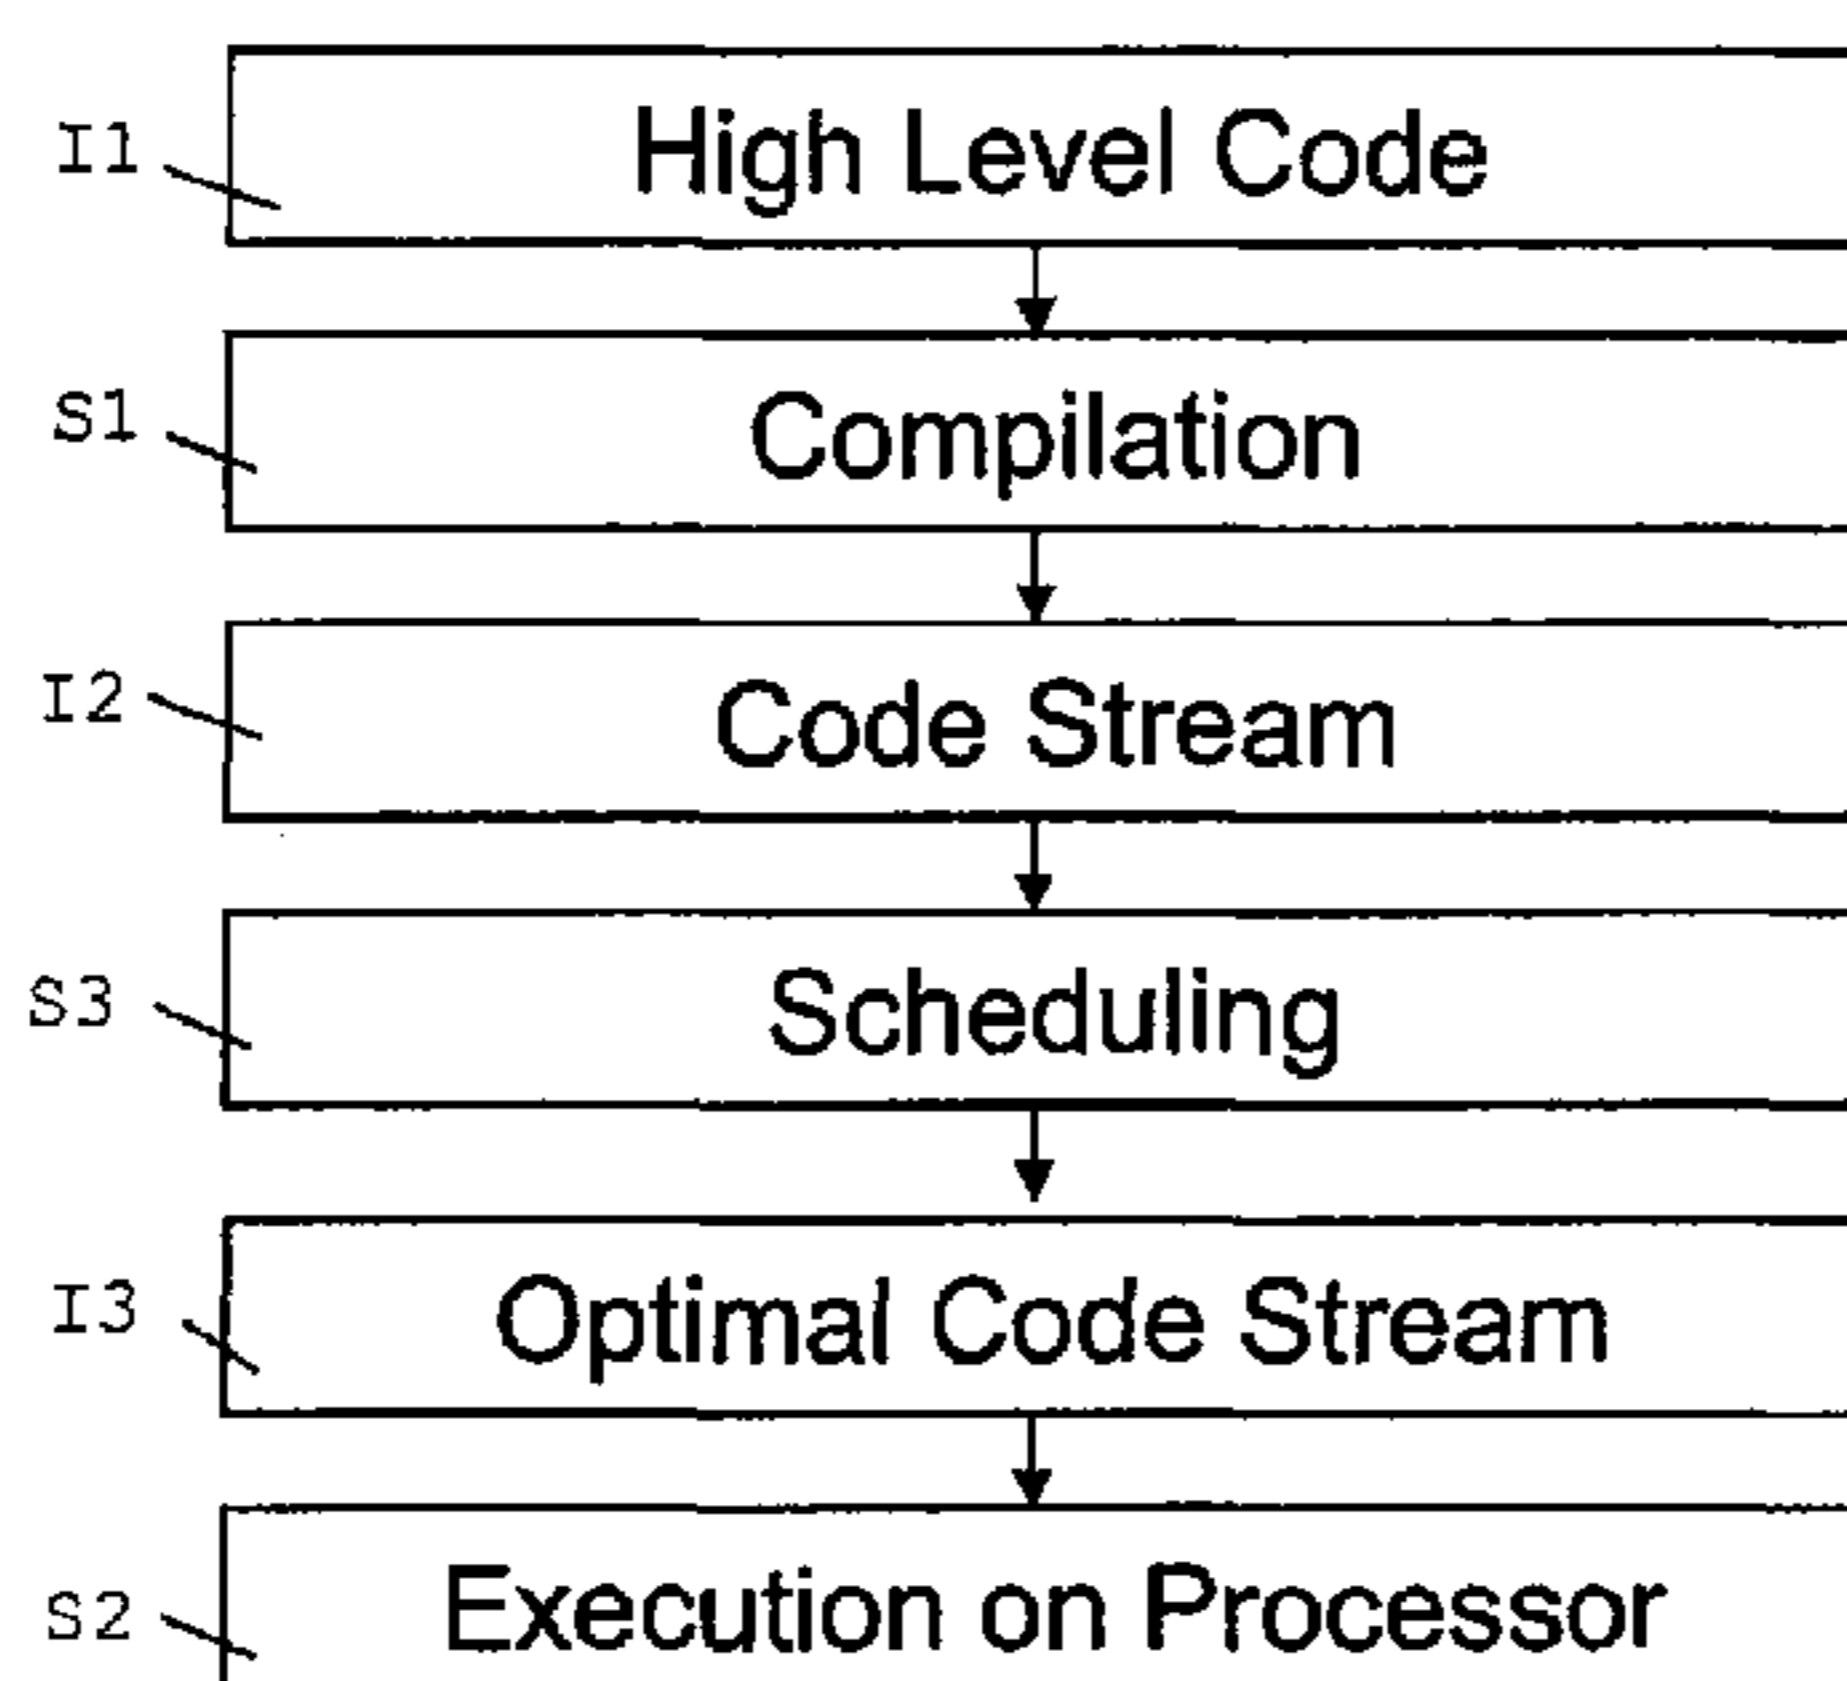 I1 High Level Code
S1 Compilation
I2 Code Stream
S3 Scheduling
I3 Optimal Code Stream
S2 Execution on Processor